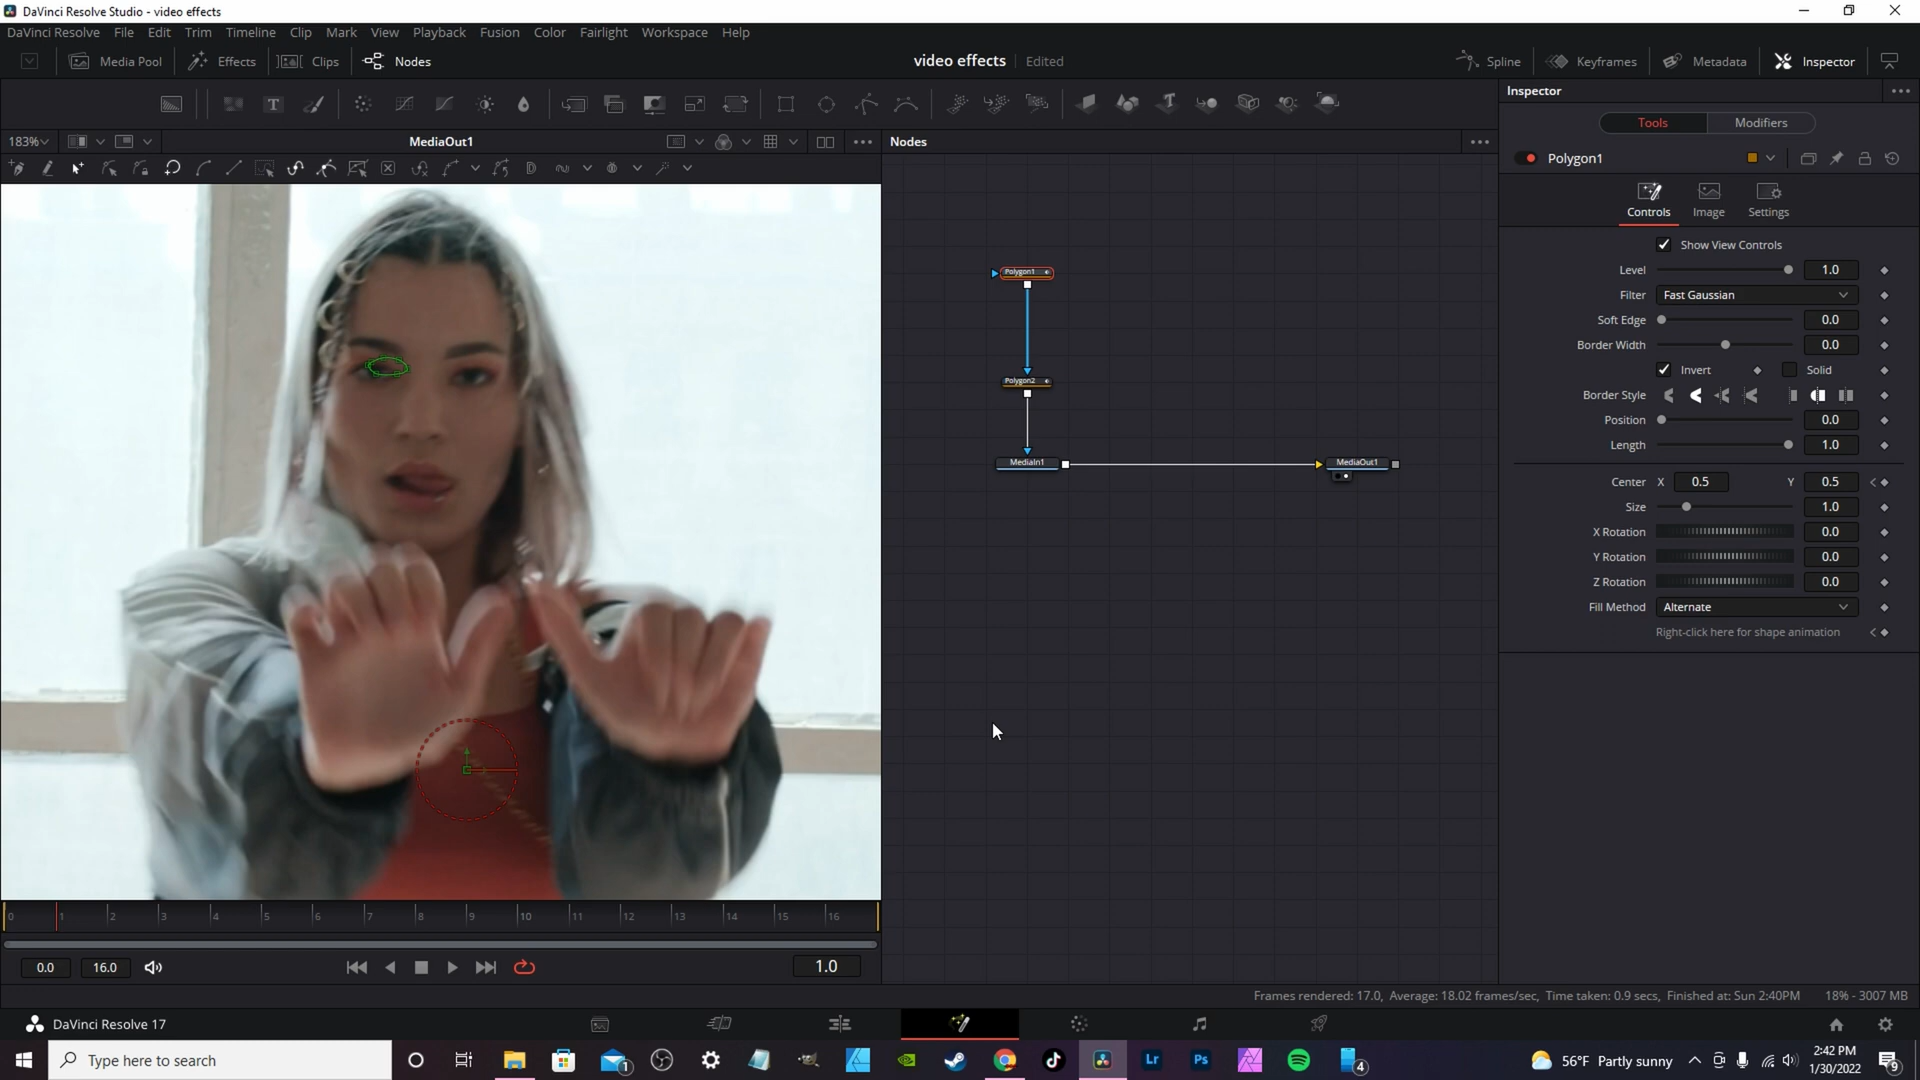 DaVinci Resolve Studio - video effects
DaVinci Resolve File Edit Trim Timeline Clip Mark View Playback Fusion Color Fairlight Workspace Help
Media Pool Effects Clips Nodes video effects Edited Spline Keyframes Metadata Inspector
Inspector
183% MediaOut1 Nodes
Tools Modifiers
Polygon1
Controls Image Settings
Show View Controls
Level 1.0
Filter Fast Gaussian
Soft Edge 0.0
Border Width 0.0
Invert Solid
Border Style
Position 0.0
Length 1.0
Center X 0.5 Y 0.5
Size 1.0
X Rotation 0.0
Y Rotation 0.0
Z Rotation 0.0
Fill Method Alternate
Right-click here for shape animation
Polygon1
Polygon2
MediaIn1
MediaOut1
0 1 2 3 4 5 6 7 8 9 10 11 12 13 14 15 16
0.0 16.0 1.0
Frames rendered: 17.0, Average: 18.02 frames/sec, Time taken: 0.9 secs, Finished at: Sun 2:40PM 18% - 3007 MB
DaVinci Resolve 17
Type here to search
1
Lr
Ps
4
56°F Partly sunny
2:42 PM
1/30/2022
9